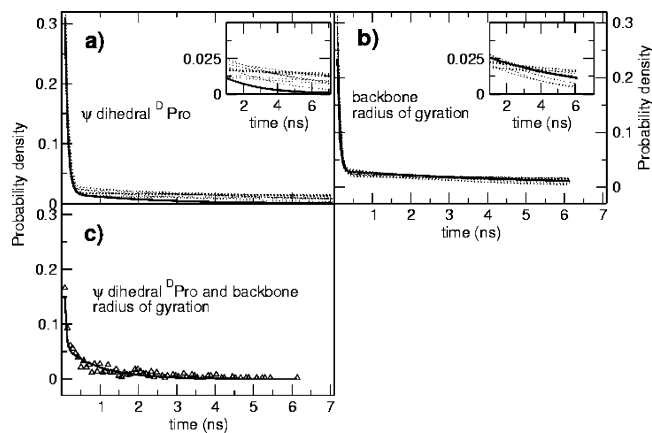 0.3
0.2
0.1
0
Probability density
a)
ψ dihedral ᴰPro
0.025
0
2
4
6
time (ns)
b)
backbone
radius of gyration
0.025
0
2
4
6
time (ns)
0.3
0.2
0.1
0
Probability density
1 2 3 4 5 6 7
time (ns)
0.3
0.2
0.1
0
c)
ψ dihedral ᴰPro and backbone
radius of gyration
1 2 3 4 5 6 7
time (ns)